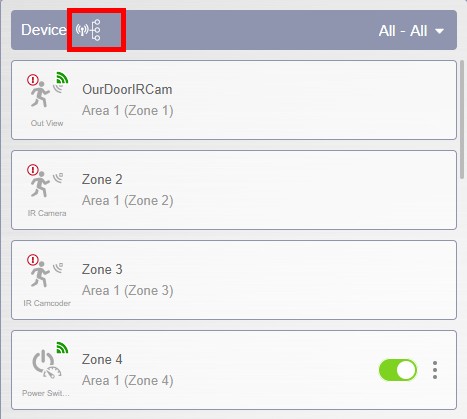 Device
All - All
OurDoorIRCam
Area 1 (Zone 1)
Out View
Zone 2
Area 1 (Zone 2)
IR Camera
Zone 3
Area 1 (Zone 3)
IR Camcoder
Zone 4
Area 1 (Zone 4)
Power Swit...